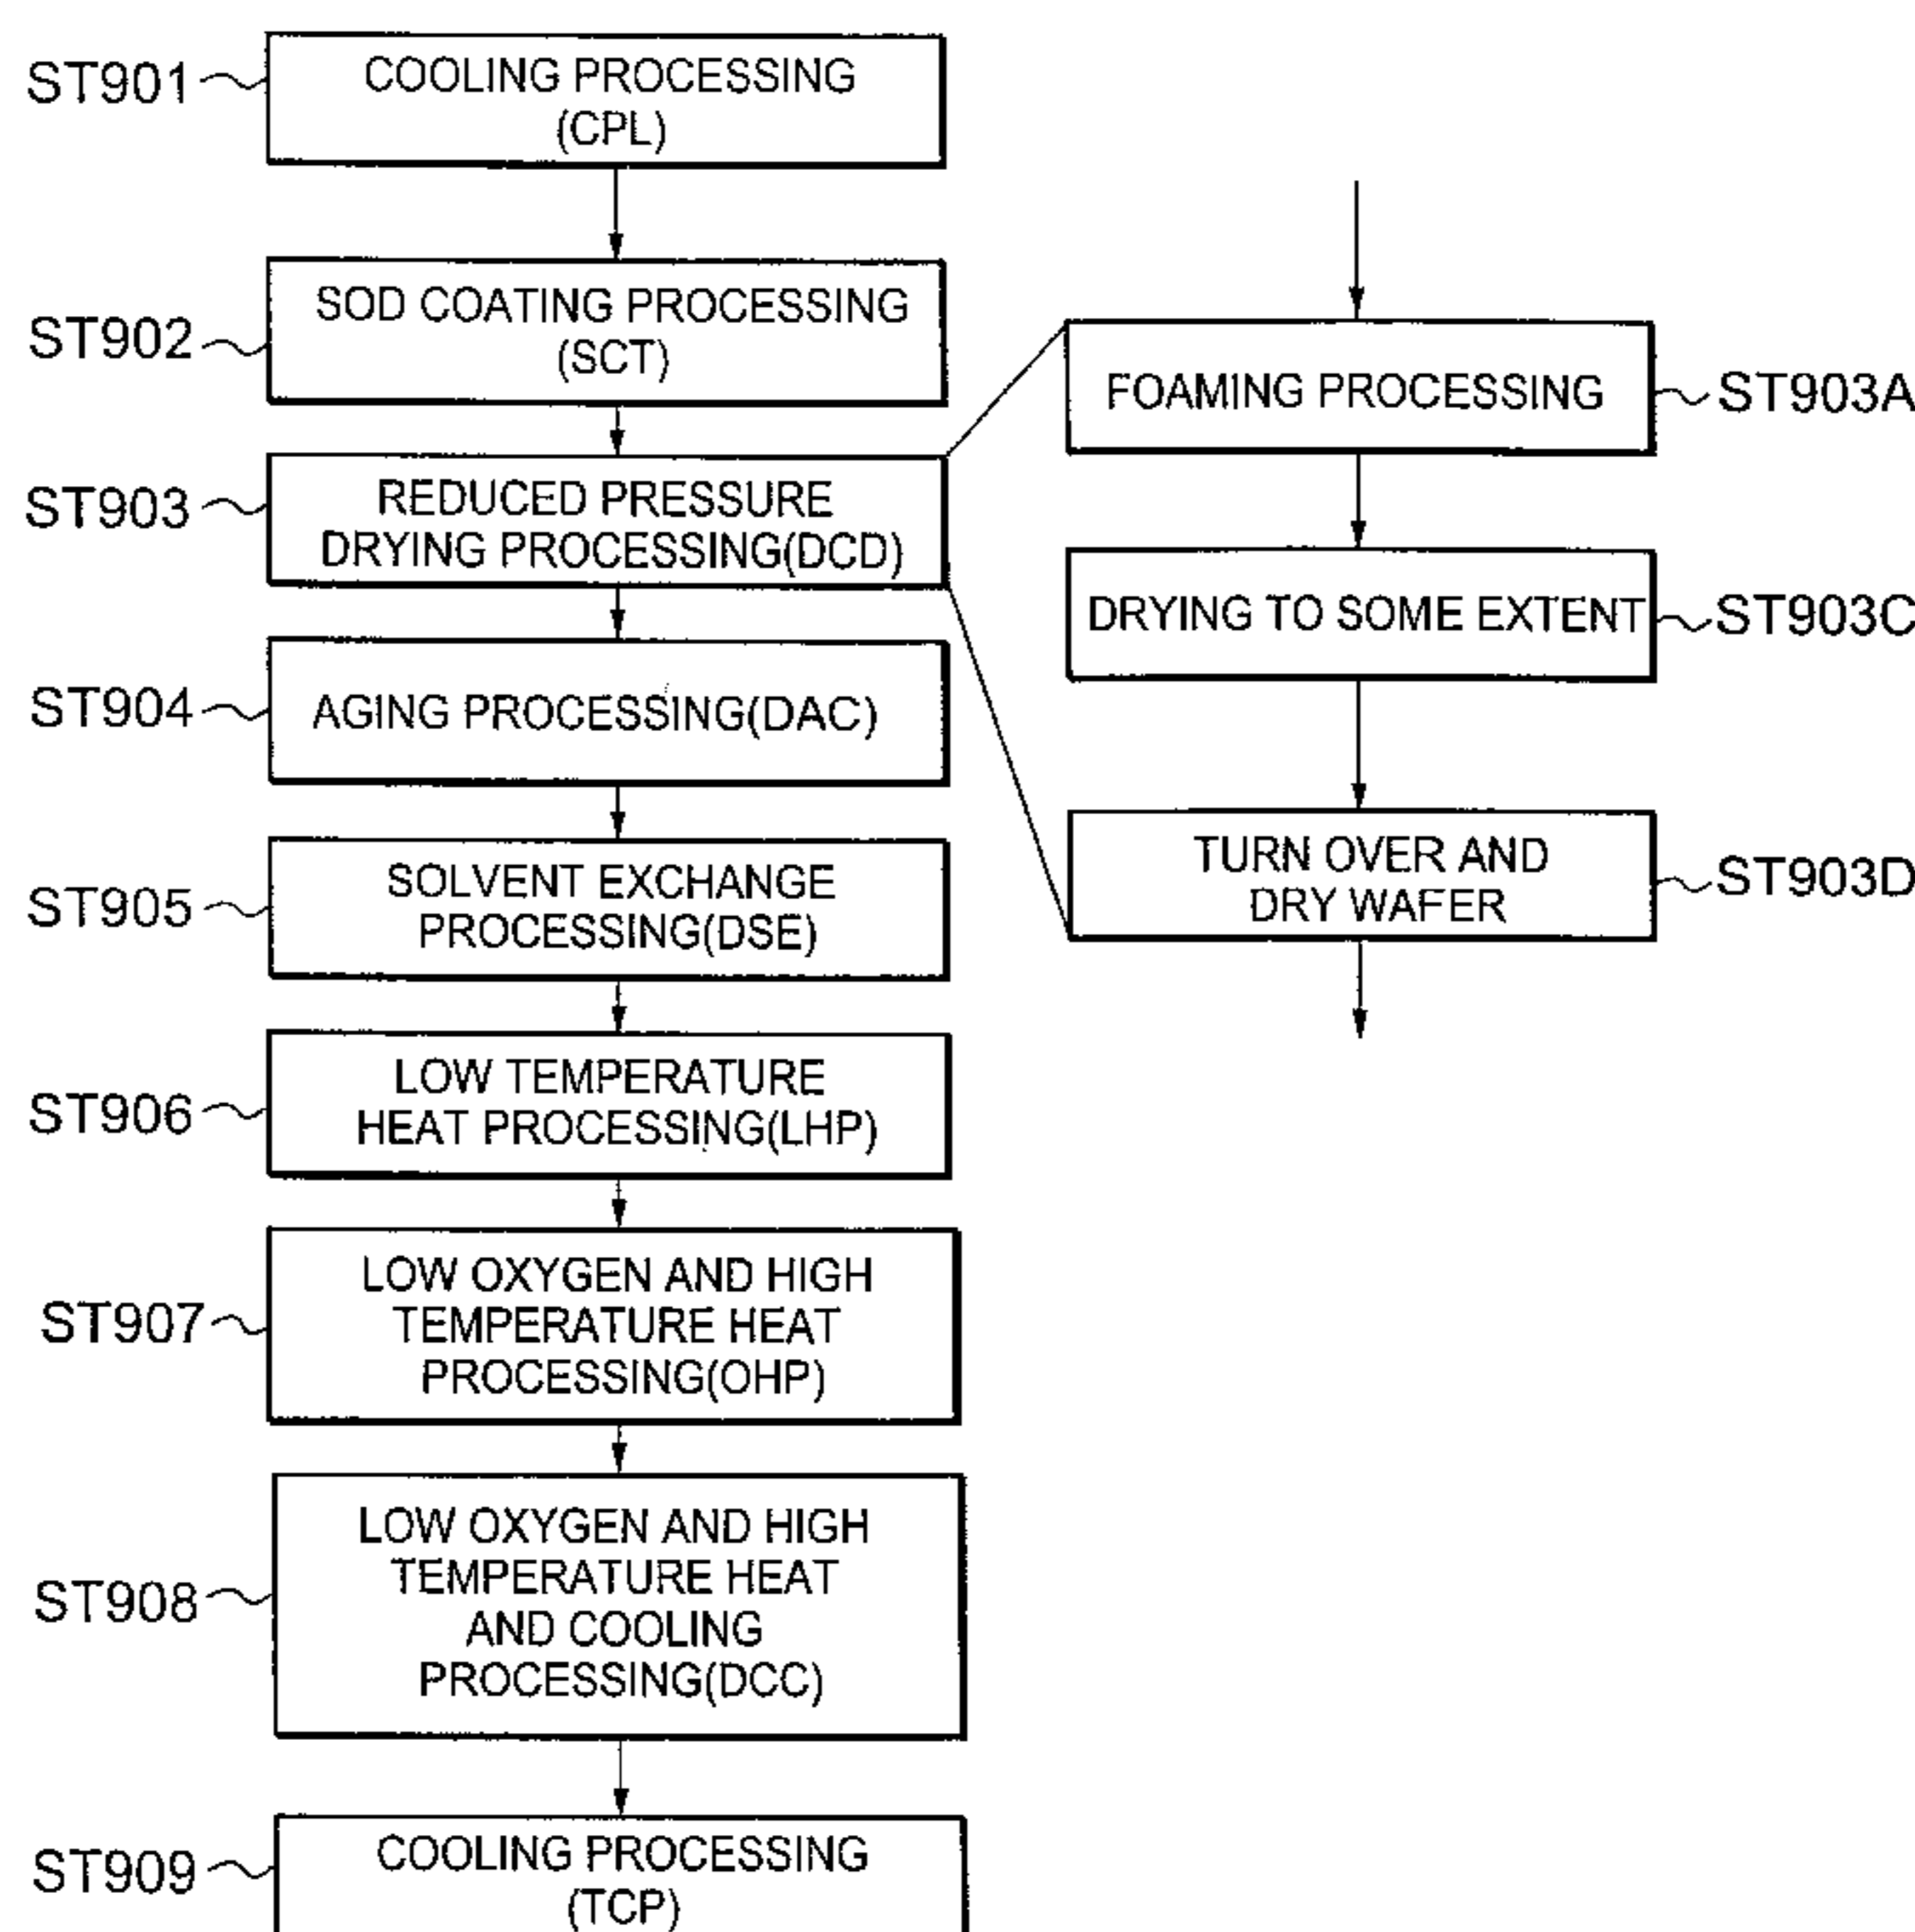 ST901
COOLING PROCESSING
(CPL)
ST902
SOD COATING PROCESSING
(SCT)
ST903
REDUCED PRESSURE
DRYING PROCESSING(DCD)
ST904
AGING PROCESSING(DAC)
ST905
SOLVENT EXCHANGE
PROCESSING(DSE)
ST906
LOW TEMPERATURE
HEAT PROCESSING(LHP)
ST907
LOW OXYGEN AND HIGH
TEMPERATURE HEAT
PROCESSING(OHP)
ST908
LOW OXYGEN AND HIGH
TEMPERATURE HEAT
AND COOLING
PROCESSING(DCC)
ST909
COOLING PROCESSING
(TCP)
FOAMING PROCESSING
ST903A
DRYING TO SOME EXTENT
ST903C
TURN OVER AND
DRY WAFER
ST903D